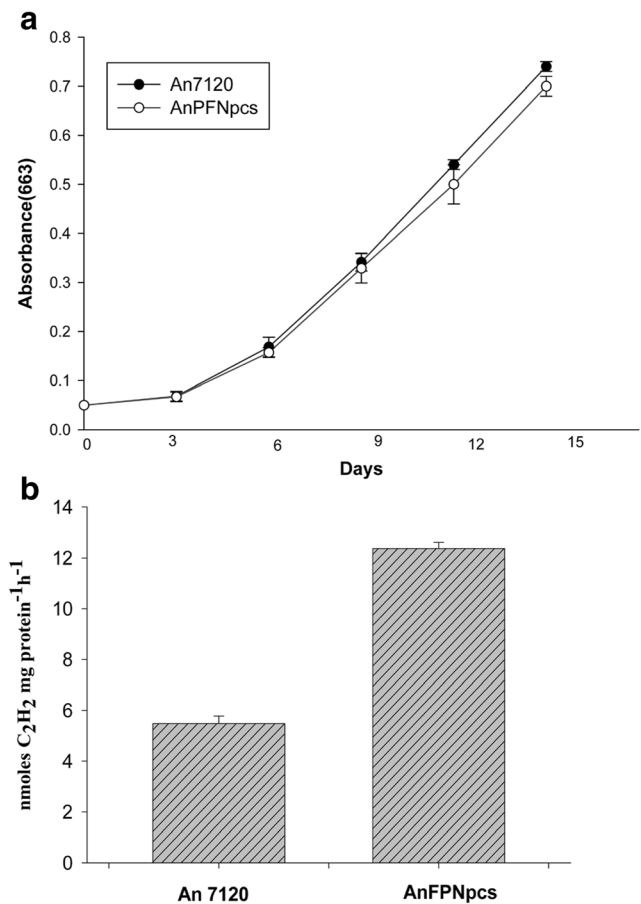 a
0.8
0.7
0.6
0.5
0.4
0.3
0.2
0.1
0.0
Absorbance(663)
An7120
AnPFNpcs
0 3 6 9 12 15
Days
b
14
12
10
8
6
4
2
0
nmoles C₂H₂ mg protein⁻¹h⁻¹
An 7120 AnFPNpcs